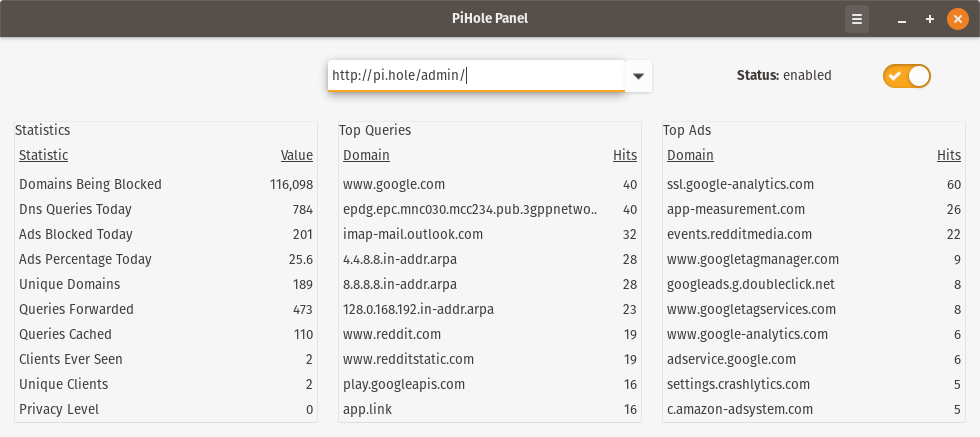 PiHole Panel
http://pi.hole/admin/
Status: enabled
Statistics
Statistic Value
Domains Being Blocked 116,098
Dns Queries Today 784
Ads Blocked Today 201
Ads Percentage Today 25.6
Unique Domains 189
Queries Forwarded 473
Queries Cached 110
Clients Ever Seen 2
Unique Clients 2
Privacy Level 0
Top Queries
Domain Hits
www.google.com 40
epdg.epc.mnc030.mcc234.pub.3gppnetwo.. 40
imap-mail.outlook.com 32
4.4.8.8.in-addr.arpa 28
8.8.8.8.in-addr.arpa 28
128.0.168.192.in-addr.arpa 23
www.reddit.com 19
www.redditstatic.com 19
play.googleapis.com 16
app.link 16
Top Ads
Domain Hits
ssl.google-analytics.com 60
app-measurement.com 26
events.redditmedia.com 22
www.googletagmanager.com 9
googleads.g.doubleclick.net 8
www.googletagservices.com 8
www.google-analytics.com 6
adservice.google.com 6
settings.crashlytics.com 5
c.amazon-adsystem.com 5